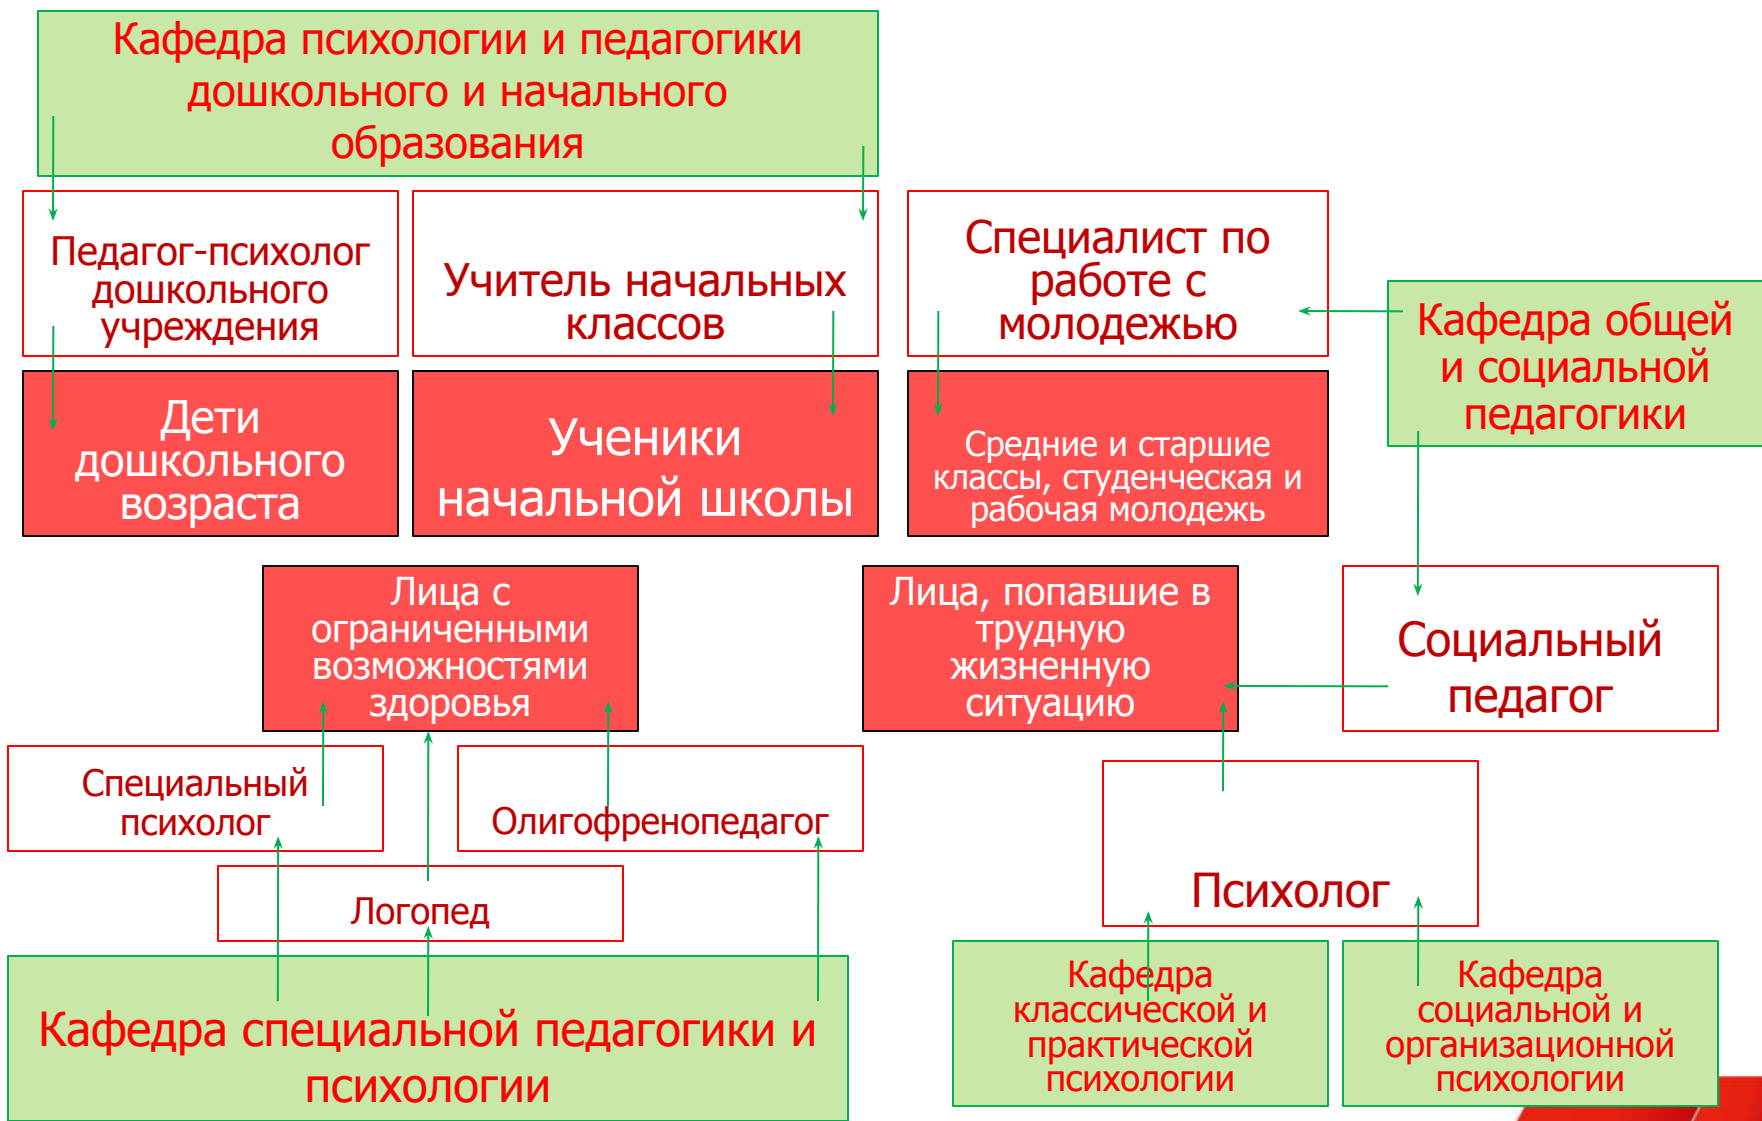 Кафедра психологии и педагогики
дошкольного и начального
образования
Педагог-психолог
дошкольного
учреждения
Учитель начальных
классов
Специалист по
работе с
молодежью
Кафедра общей
и социальной
педагогики
Дети
дошкольного
возраста
Ученики
начальной школы
Средние и старшие
классы, студенческая и
рабочая молодежь
Лица с
ограниченными
возможностями
здоровья
Лица, попавшие в
трудную
жизненную
ситуацию
Социальный
педагог
Специальный
психолог
Олигофренопедагог
Логопед
Психолог
Кафедра специальной педагогики и
психологии
Кафедра
классической и
практической
психологии
Кафедра
социальной и
организационной
психологии